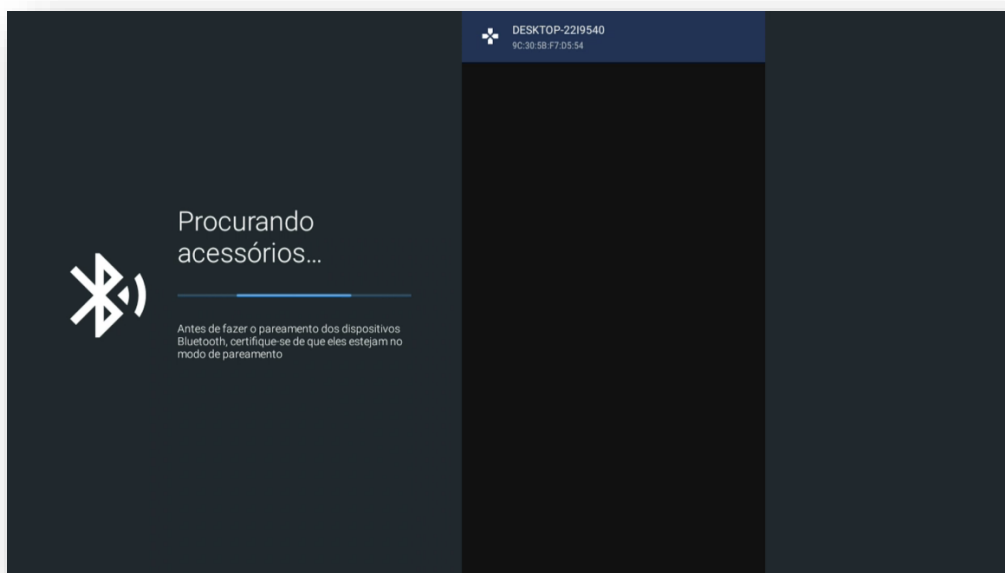 DESKTOP-22I9540
9C:30:5B:F7:D5:54
Procurando
acessórios...
Antes de fazer o pareamento dos dispositivos
Bluetooth, certifique-se de que eles estejam no
modo de pareamento